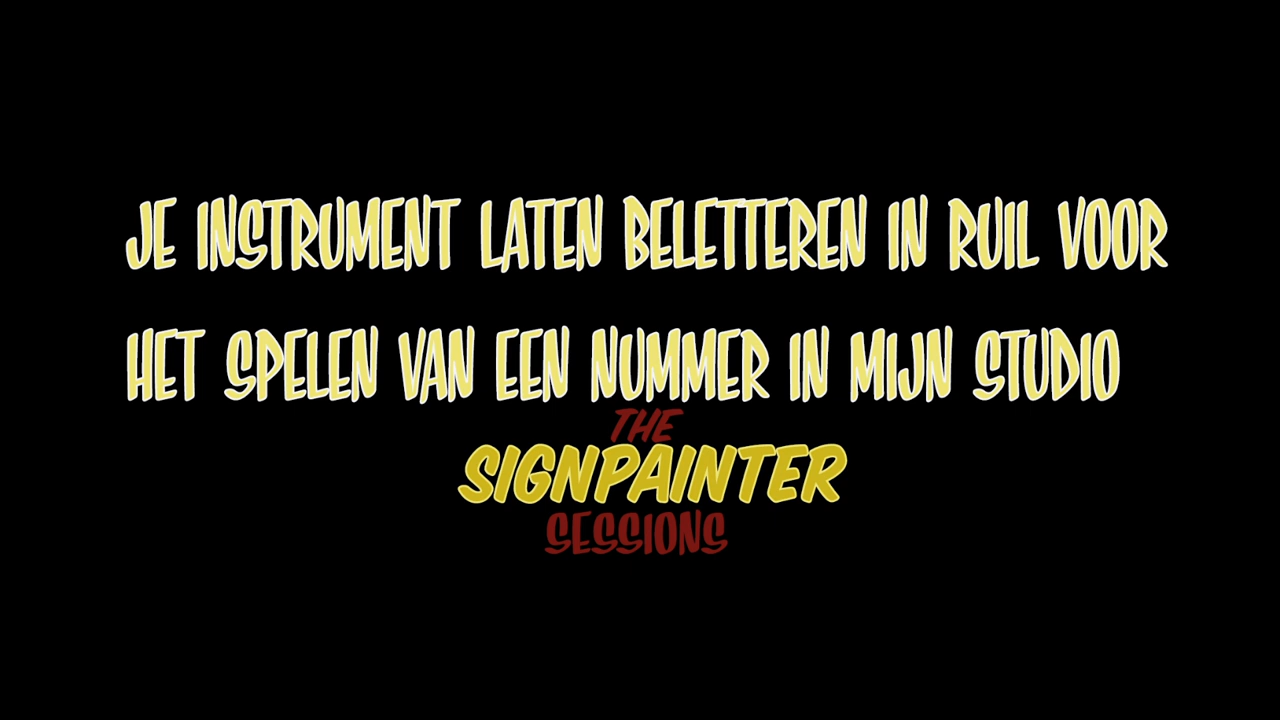 JE INSTRUMENT LATEN BELETTEREN IN RUIL VOOR
HET SPELEN VAN EEN NUMMER IN MIJN STUDIO
THE
SIGNPAINTER
SESSIONS